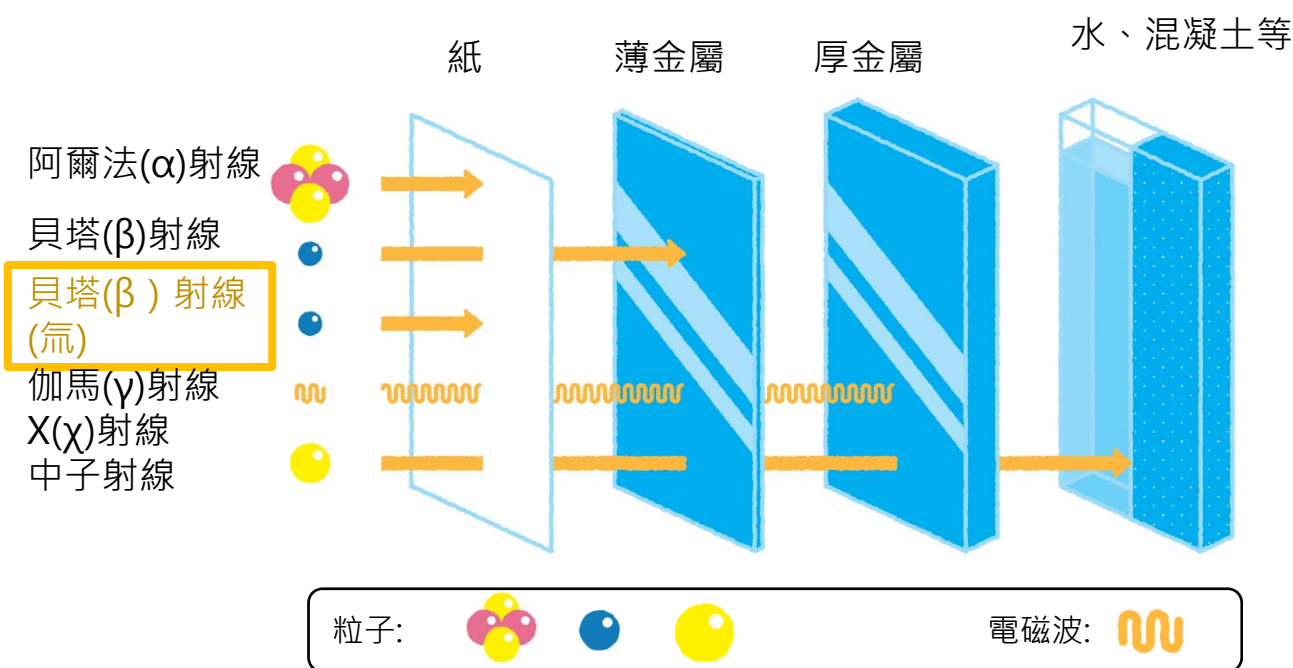 水、混凝土等
紙
薄金屬
厚金屬
阿爾法(α)射線
貝塔(β)射線
貝塔(β）射線
(氚)
伽馬(γ)射線
X(χ)射線
中子射線
粒子:
電磁波: